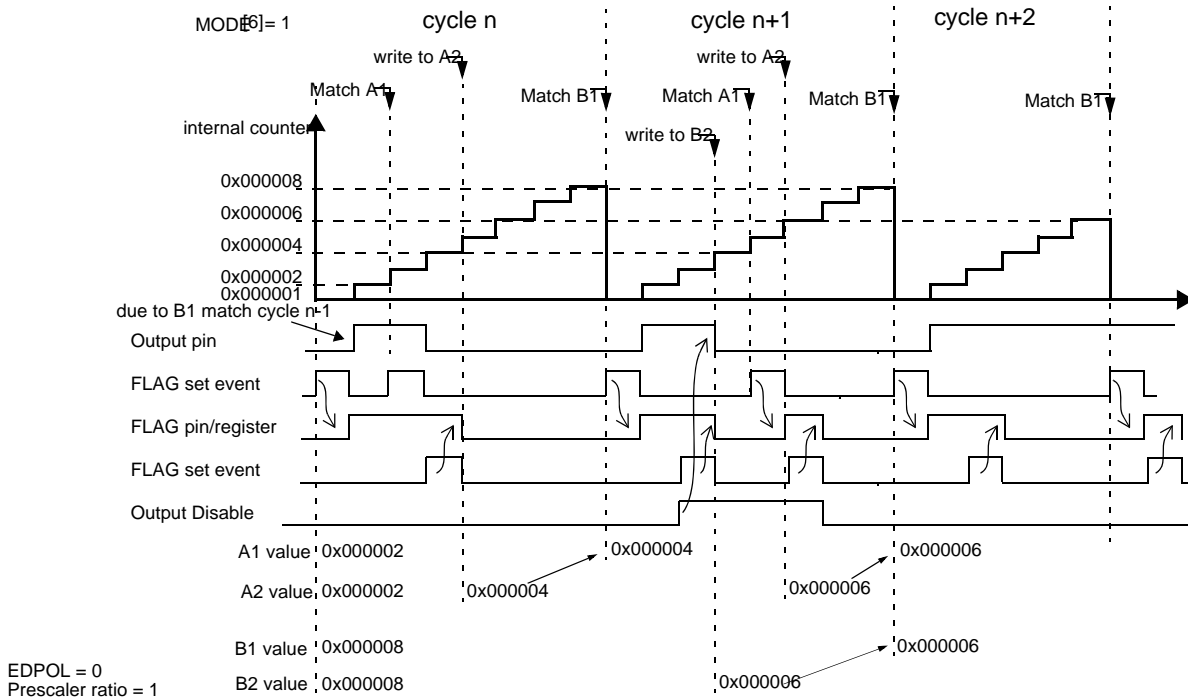 MODE[6]= 1
cycle n
cycle n+1
cycle n+2
write to A2
write to A2
Match A1
Match B1
Match A1
Match B1
Match B1
internal counter
write to B2
0x000008
0x000006
0x000004
0x000002
0x000001
due to B1 match cycle n-1
Output pin
FLAG set event
FLAG pin/register
FLAG set event
Output Disable
A1 value 0x000002 0x000004 0x000006
A2 value 0x000002 0x000004 0x000006
B1 value 0x000008 0x000006
EDPOL = 0
Prescaler ratio = 1
B2 value 0x000008 0x000006